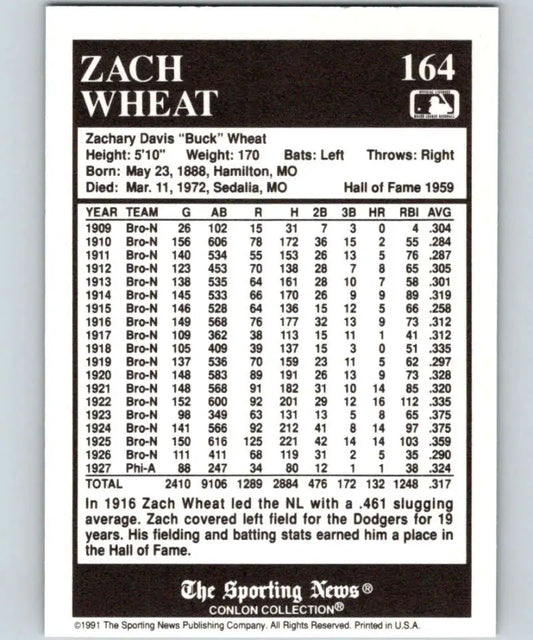 ZACH 164
WHEAT
Zachary Davis "Buck" Wheat
Height: 5'10" Weight: 170 Bats: Left Throws: Right
Born: May 23, 1888, Hamilton, MO
Died: Mar. 11, 1972, Sedalia, MO Hall of Fame 1959
YEAR TEAM G AB R H 2B 3B HR RBI AVG
1909 Bro-N 26 102 15 31 7 3 0 4 .304
1910 Bro-N 156 606 78 172 36 15 2 55 .284
1911 Bro-N 140 534 55 153 26 13 5 76 .287
1912 Bro-N 123 453 70 138 28 7 8 65 .305
1913 Bro-N 138 535 64 161 28 10 7 58 .301
1914 Bro-N 145 533 66 170 26 9 9 89 .319
1915 Bro-N 146 528 64 136 15 12 5 66 .258
1916 Bro-N 149 568 76 177 32 13 9 73 .312
1917 Bro-N 109 362 38 113 15 11 1 41 .312
1918 Bro-N 105 409 39 137 15 3 0 51 .335
1919 Bro-N 137 536 70 159 23 11 5 62 .297
1920 Bro-N 148 583 89 191 26 13 9 73 .328
1921 Bro-N 148 568 91 182 31 10 14 85 .320
1922 Bro-N 152 600 92 201 29 12 16 112 .335
1923 Bro-N 98 349 63 131 13 5 8 65 .375
1924 Bro-N 141 566 92 212 41 8 14 97 .375
1925 Bro-N 150 616 125 221 42 14 14 103 .359
1926 Bro-N 111 411 68 119 31 2 5 35 .290
1927 Phi-A 88 247 34 80 12 1 1 38 .324
TOTAL 2410 9106 1289 2884 476 172 132 1248 .317
In 1916 Zach Wheat led the NL with a .461 slugging
average. Zach covered left field for the Dodgers for 19
years. His fielding and batting stats earned him a place in
the Hall of Fame.
The Sporting News®
CONLON COLLECTION®
©1991 The Sporting News Publishing Company. All Rights Reserved. Printed in U.S.A.